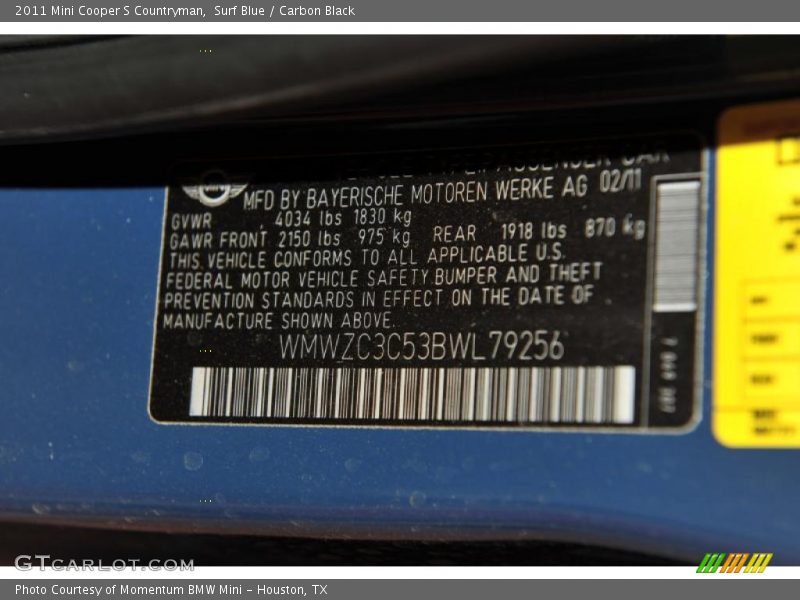 2011 Mini Cooper S Countryman, Surf Blue / Carbon Black
MFD BY BAYERISCHE MOTOREN WERKE AG 02/11
GVWR 4034 lbs 1830 kg
GAWR FRONT 2150 lbs 975 kg REAR 1918 lbs 870 kg
THIS VEHICLE CONFORMS TO ALL APPLICABLE U.S.
FEDERAL MOTOR VEHICLE SAFETY BUMPER AND THEFT
PREVENTION STANDARDS IN EFFECT ON THE DATE OF
MANUFACTURE SHOWN ABOVE.
WMWZC3C53BWL79256
GTCARLOT.COM
Photo Courtesy of Momentum BMW Mini - Houston, TX